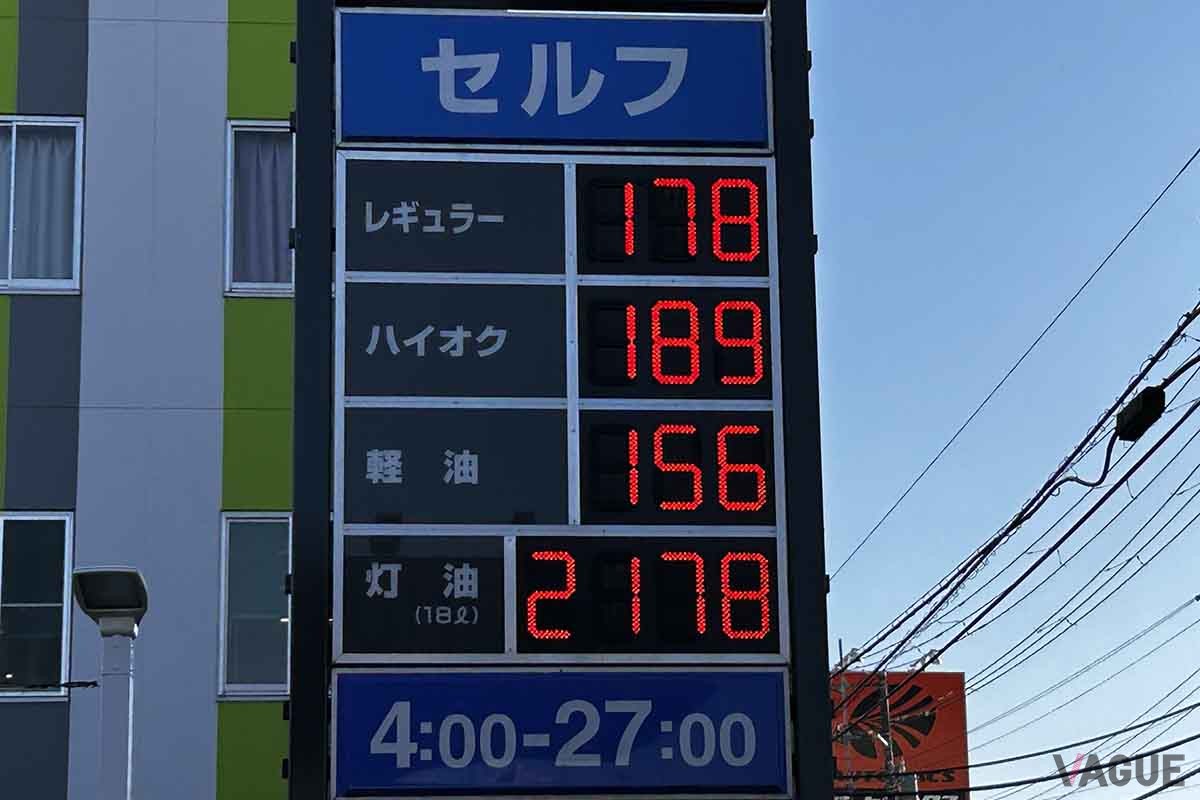 セルフ
レギュラー 178
ハイオク 189
軽油 156
灯油 2178
(18ℓ)
4:00-27:00
VAGUE